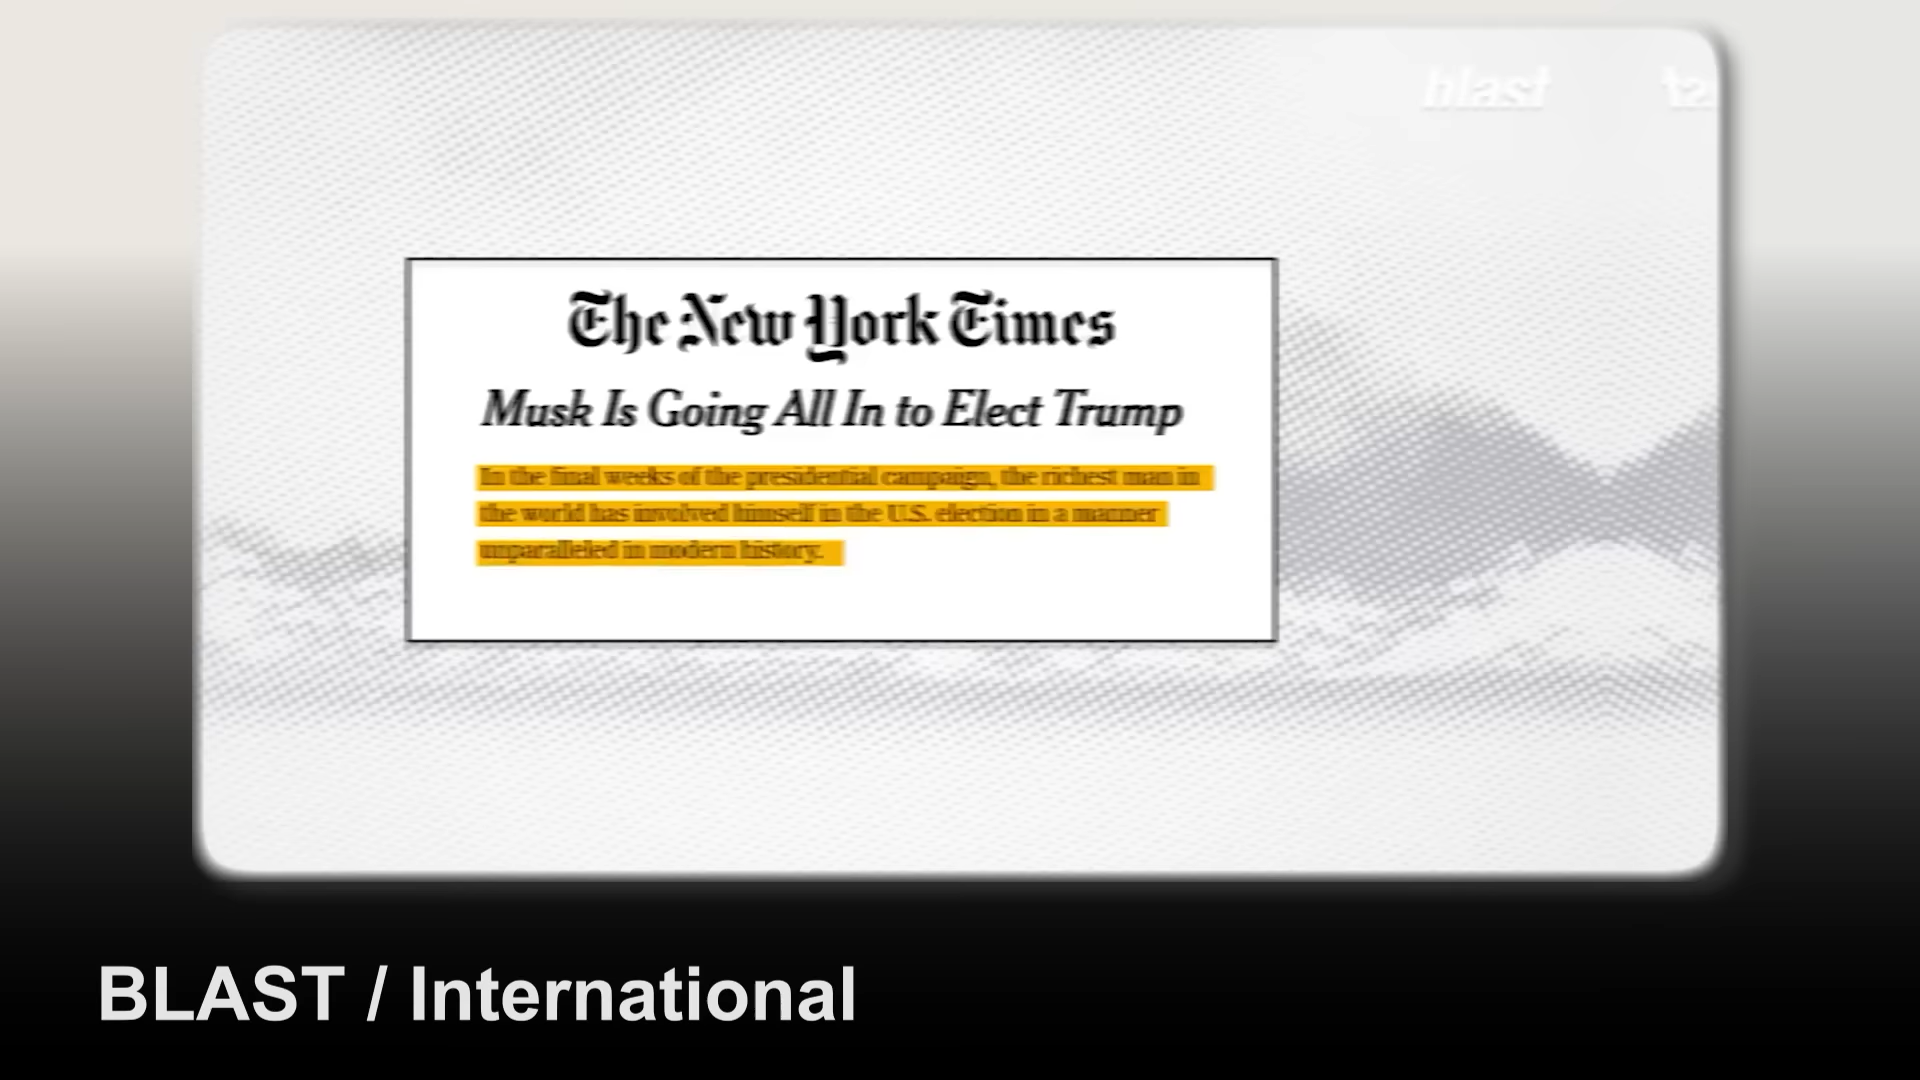 blast
The New York Times
Musk Is Going All In to Elect Trump
In the final weeks of the presidential campaign, the richest man in
the world has involved himself in the U.S. election in a manner
unparalleled in modern history.
BLAST / International